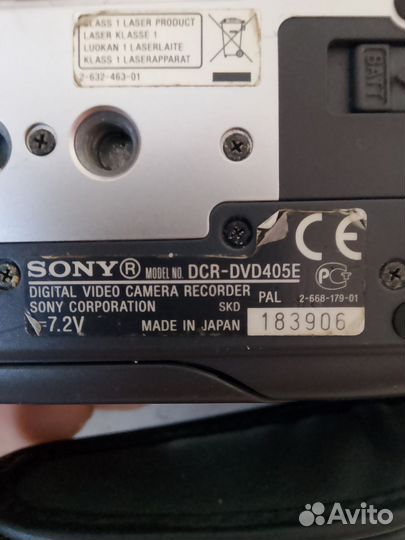 CLASS 1 LASER PRODUCT
LASER KLASSE 1
LUOKAN 1 LASERLAITE
KLASS 1 LASERAPPARAT
2-632-463-01
BATT
CE
SONY® MODEL NO. DCR-DVD405E
DIGITAL VIDEO CAMERA RECORDER
SONY CORPORATION SKD PAL 2-668-179-01
7.2V MADE IN JAPAN 183906
Avito